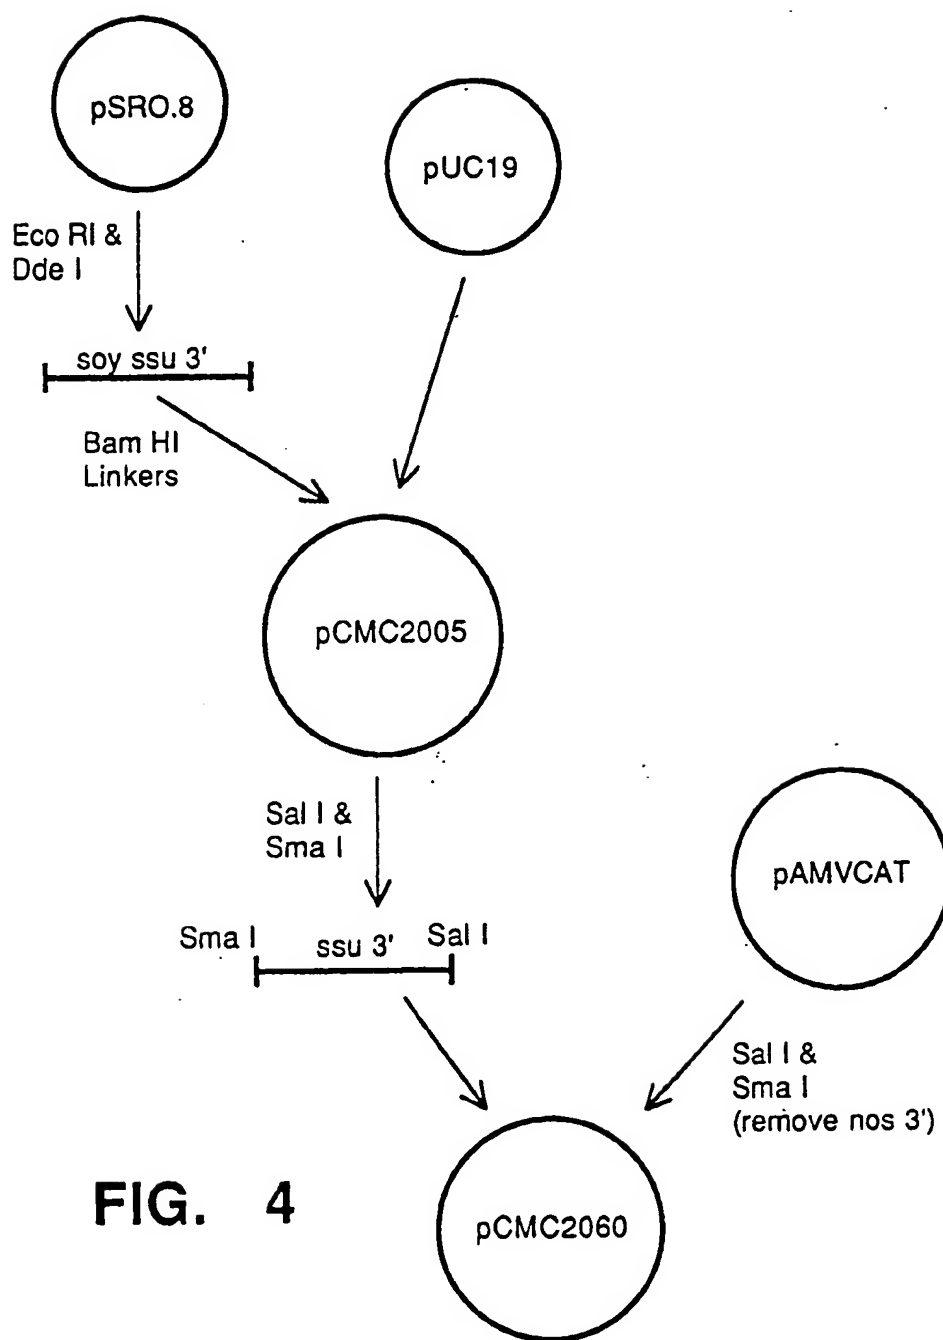 pSRO.8
pUC19
Eco RI &
Dde I
soy ssu 3'
Bam HI
Linkers
pCMC2005
Sal I &
Sma I
pAMVCAT
Sma I
ssu 3'
Sal I
Sal I &
Sma I
(remove nos 3')
FIG. 4
pCMC2060